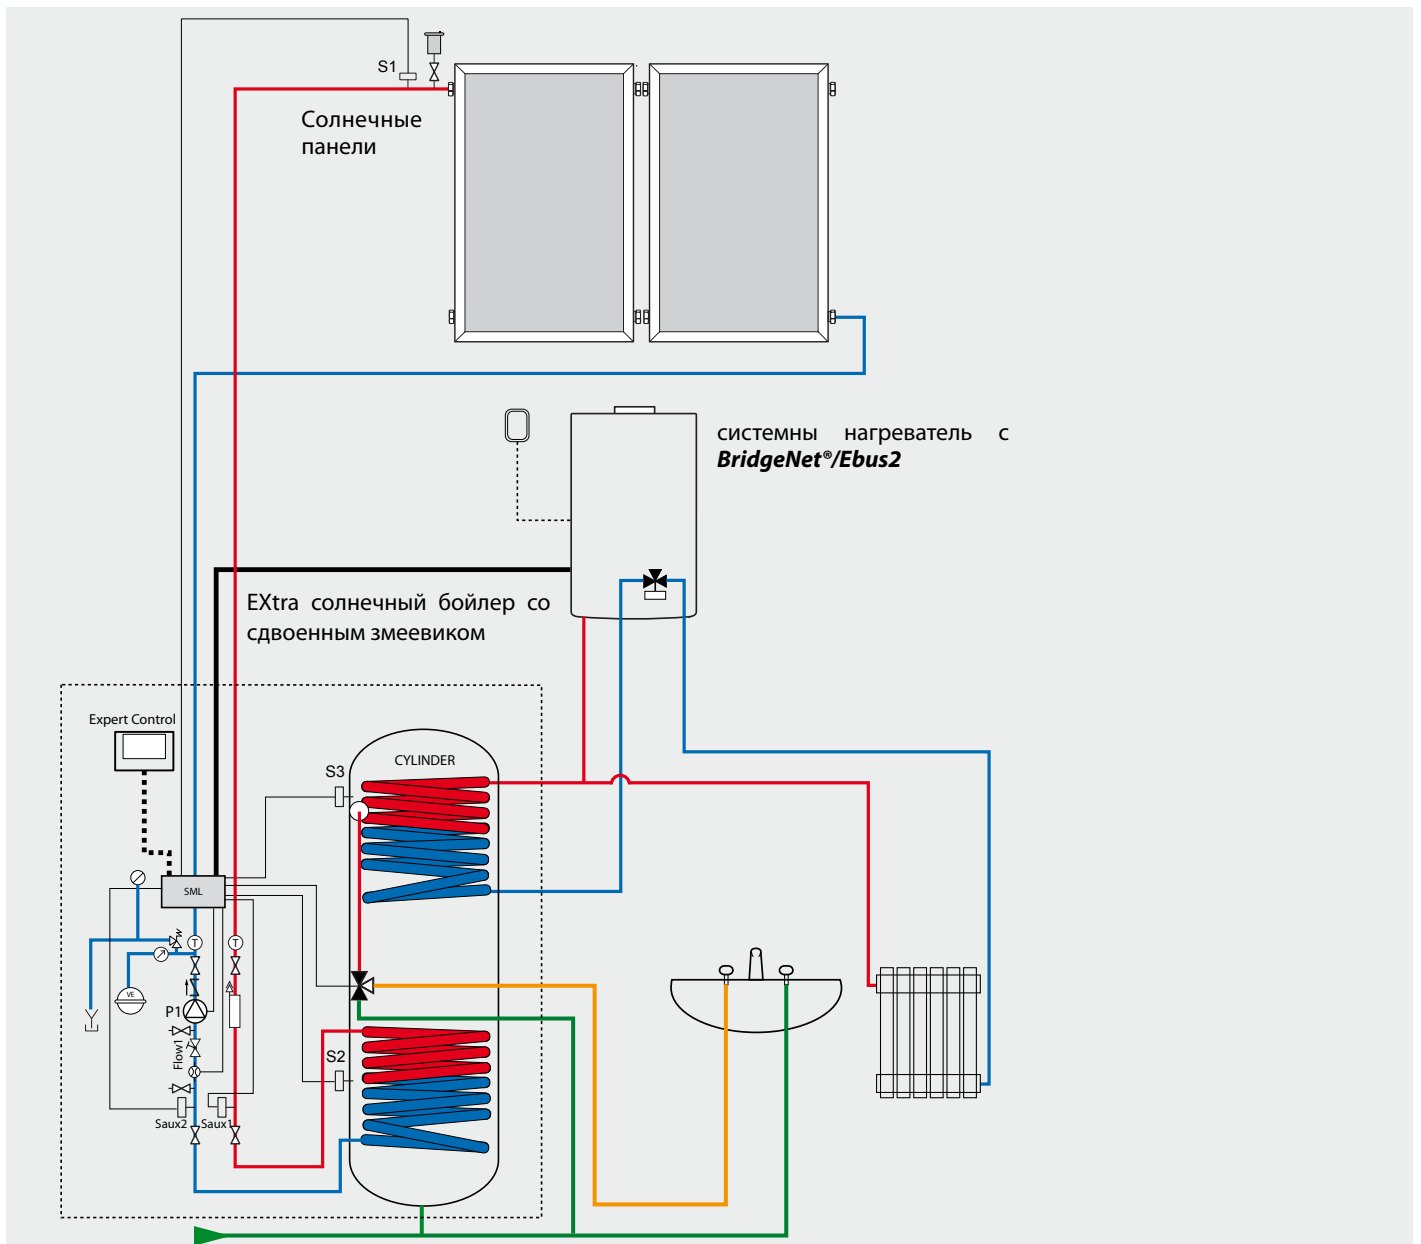 S1
Солнечные
панели
системны нагреватель с
BridgeNet®/Ebus2
EXtra солнечный бойлер со
сдвоенным змеевиком
Expert Control
CYLINDER
S3
SML
T
T
VE
P1
Flow1
S2
Saux2
Saux1